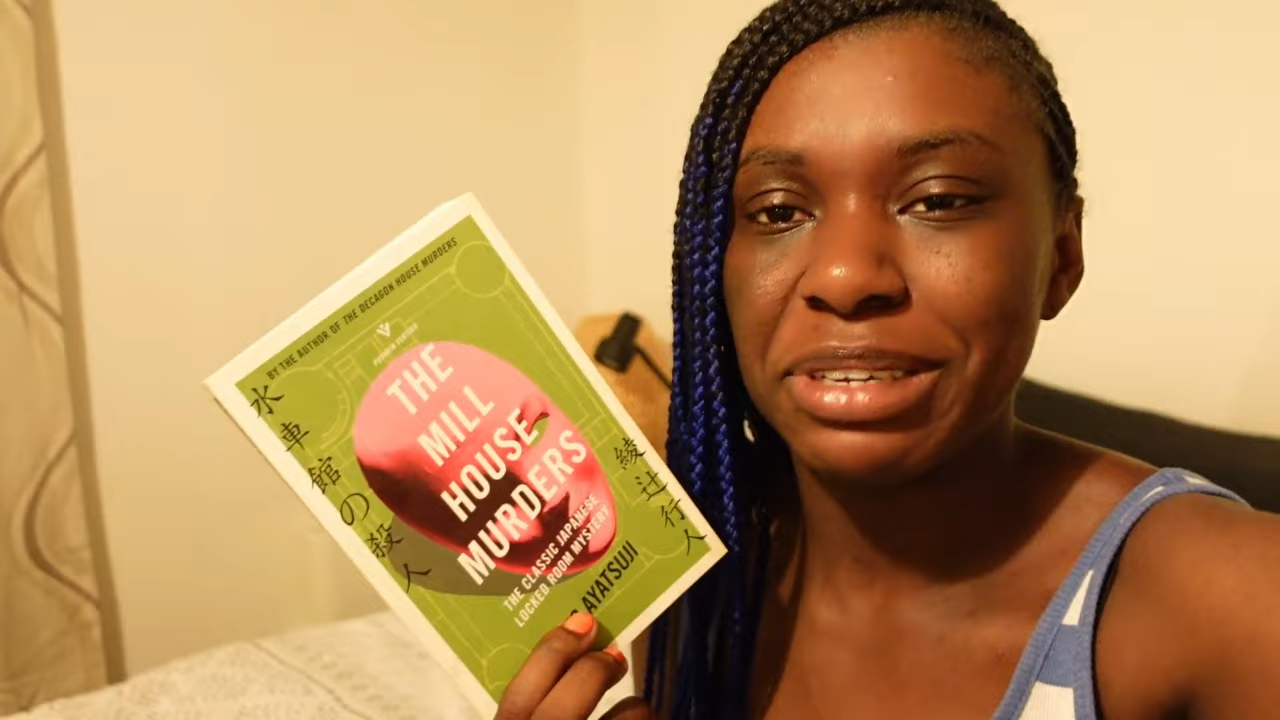 BY THE AUTHOR OF THE DECAGON HOUSE MURDERS
PUSHKIN VERTIGO
THE
MILL
HOUSE
MURDERS
THE CLASSIC JAPANESE
LOCKED ROOM MYSTERY
AYATSUJI
水車館の殺人
綾辻行人